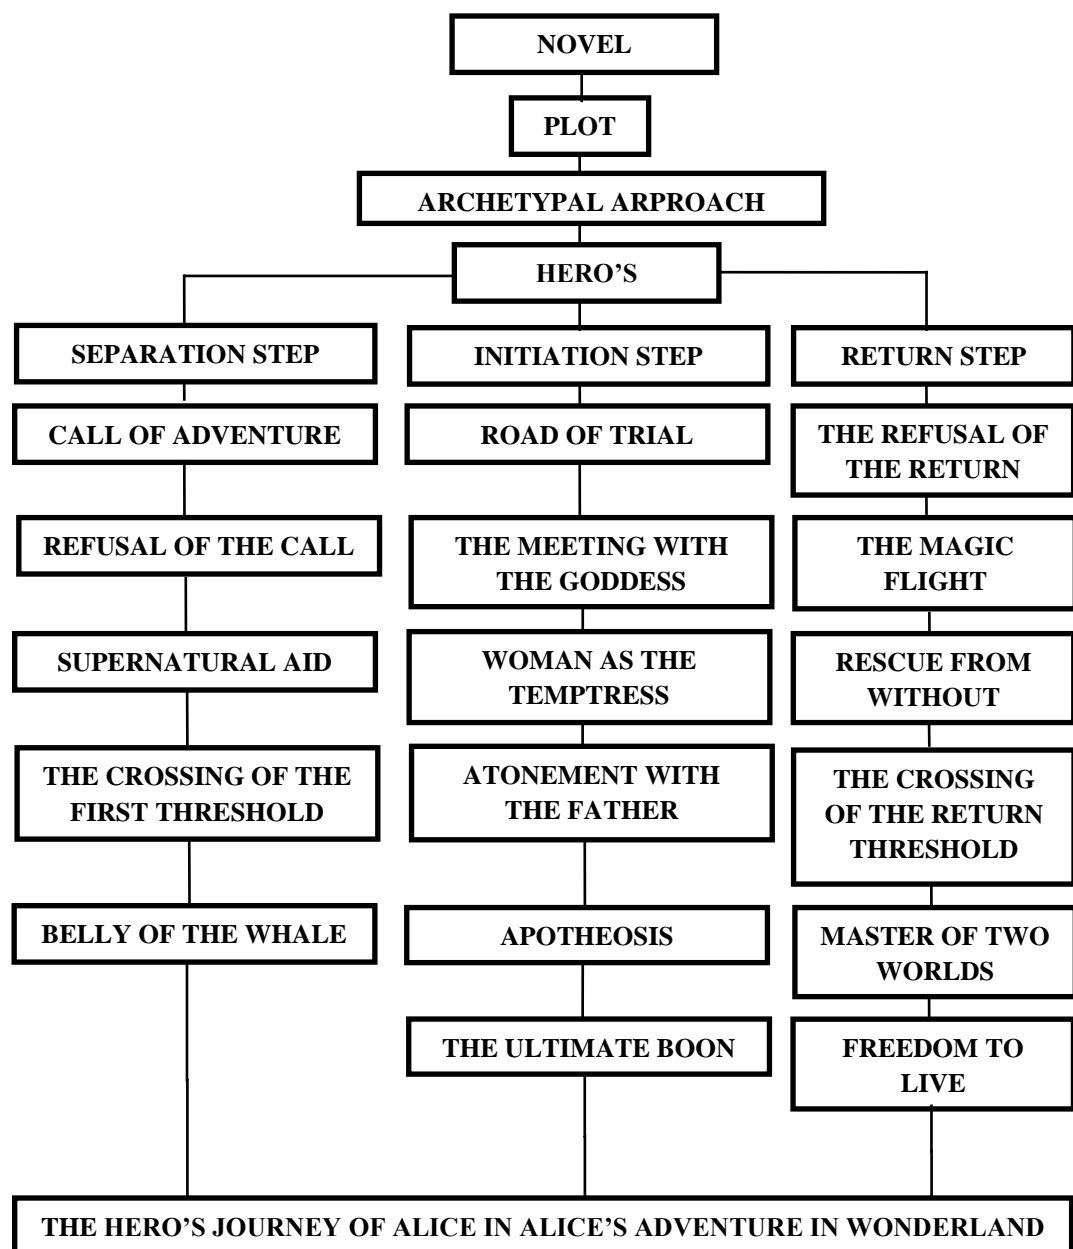 NOVEL
PLOT
ARCHETYPAL ARPROACH
HERO'S
SEPARATION STEP
CALL OF ADVENTURE
REFUSAL OF THE CALL
SUPERNATURAL AID
THE CROSSING OF THE
FIRST THRESHOLD
BELLY OF THE WHALE
INITIATION STEP
ROAD OF TRIAL
THE MEETING WITH
THE GODDESS
WOMAN AS THE
TEMPTRESS
ATONEMENT WITH
THE FATHER
APOTHEOSIS
THE ULTIMATE BOON
RETURN STEP
THE REFUSAL OF
THE RETURN
THE MAGIC
FLIGHT
RESCUE FROM
WITHOUT
THE CROSSING
OF THE RETURN
THRESHOLD
MASTER OF TWO
WORLDS
FREEDOM TO
LIVE
THE HERO'S JOURNEY OF ALICE IN ALICE'S ADVENTURE IN WONDERLAND